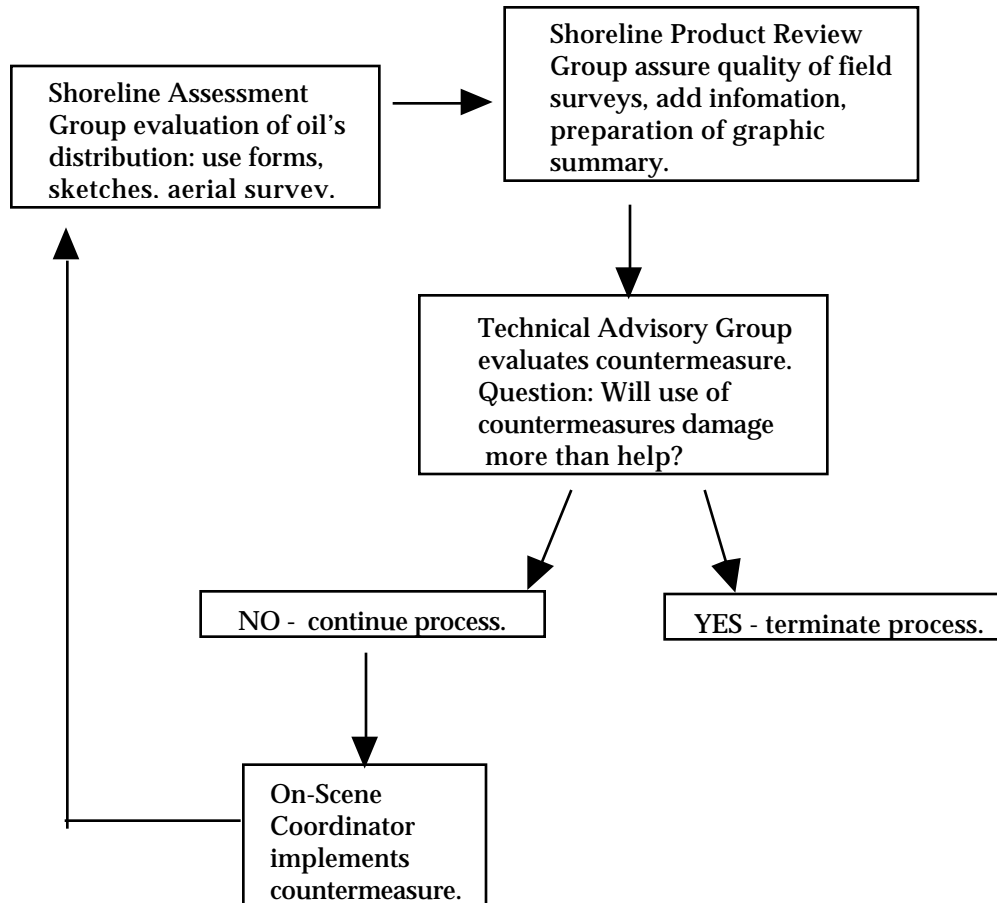 Shoreline Assessment
Group evaluation of oil's
distribution: use forms,
sketches. aerial survev.
Shoreline Product Review
Group assure quality of field
surveys, add infomation,
preparation of graphic
summary.
Technical Advisory Group
evaluates countermeasure.
Question: Will use of
countermeasures damage
more than help?
NO - continue process.
YES - terminate process.
On-Scene
Coordinator
implements
countermeasure.